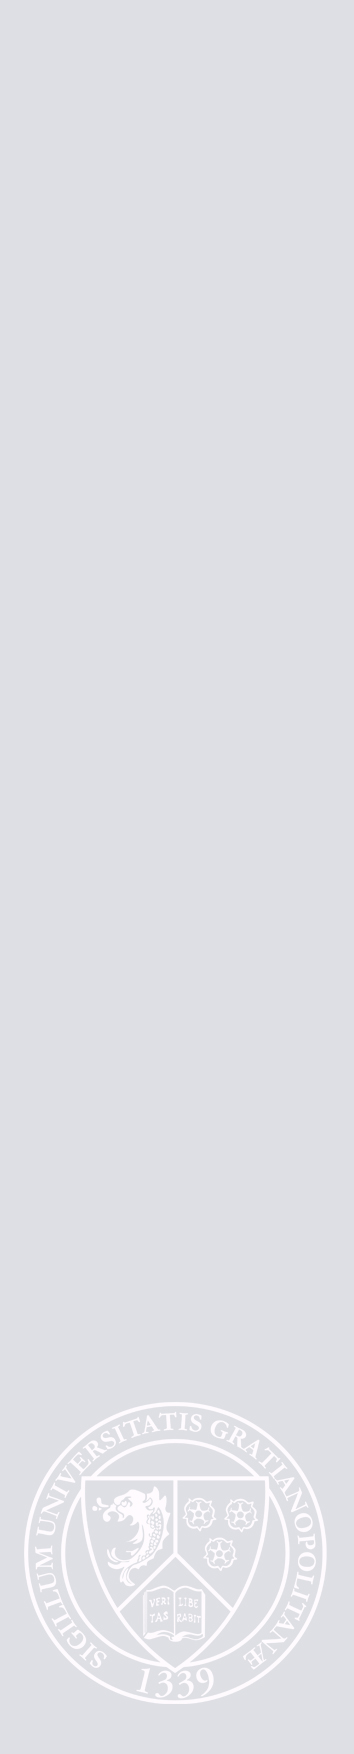 SIGILLUM UNIVERSITATIS GRATIANOPOLITANÆ
VERI LIBE
TAS RABIT
1339